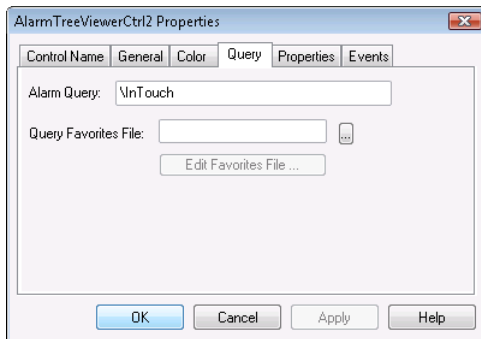 AlarmTreeViewerCtrl2 Properties
Control Name General Color Query Properties Events
Alarm Query: \InTouch
Query Favorites File: ...
Edit Favorites File ...
OK Cancel Apply Help